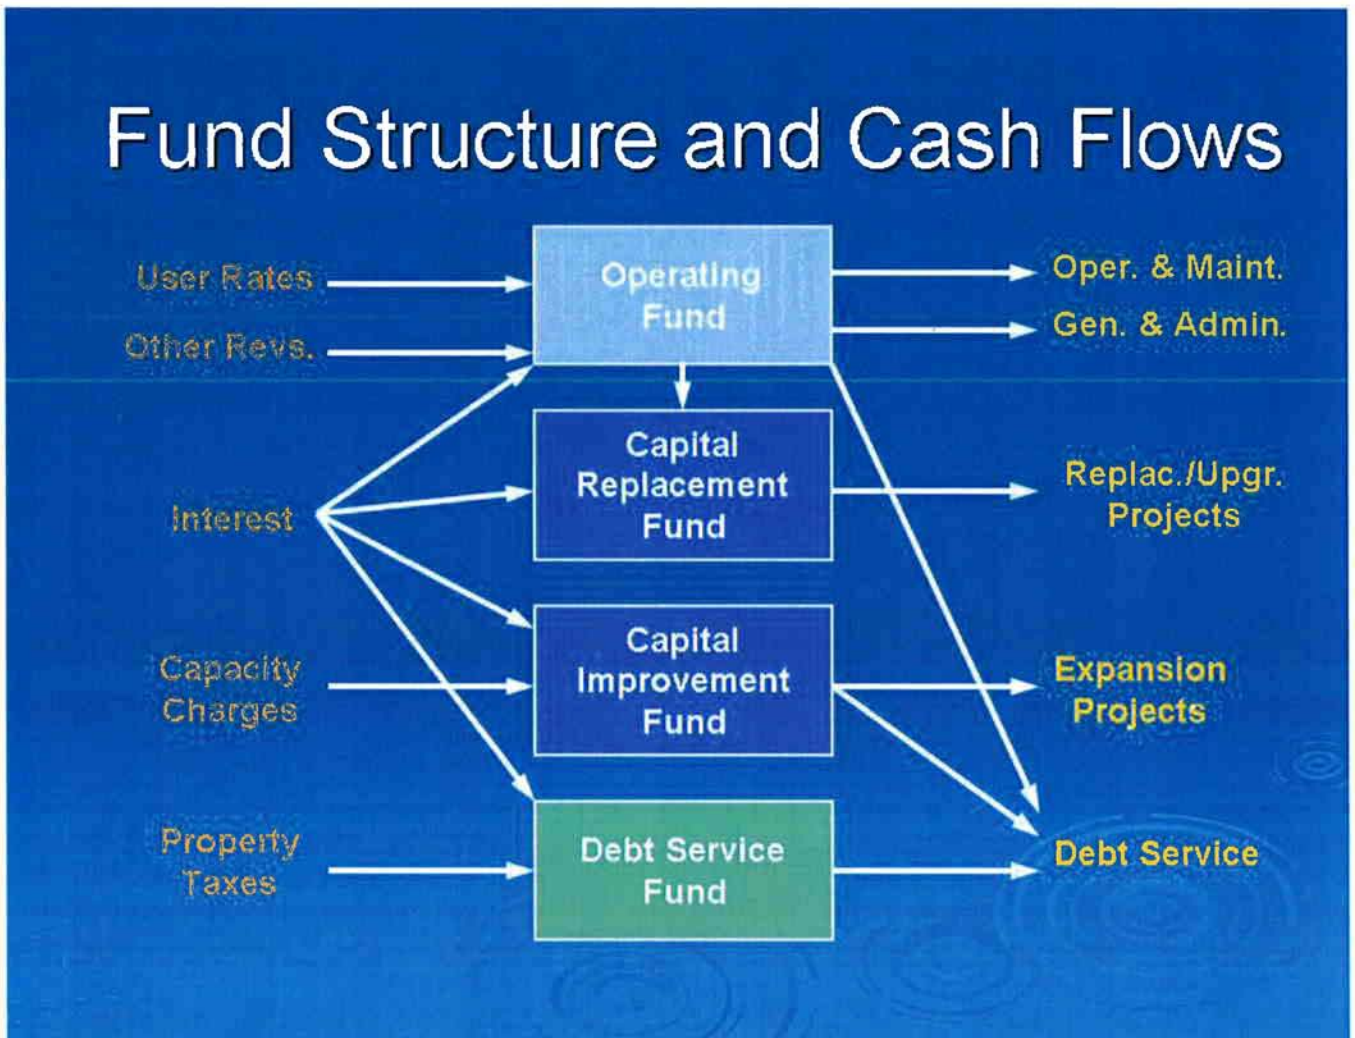 Fund Structure and Cash Flows
User Rates
Other Revs.
Interest
Capacity
Charges
Property
Taxes
Operating
Fund
Capital
Replacement
Fund
Capital
Improvement
Fund
Debt Service
Fund
Oper. & Maint.
Gen. & Admin.
Replac./Upgr.
Projects
Expansion
Projects
Debt Service